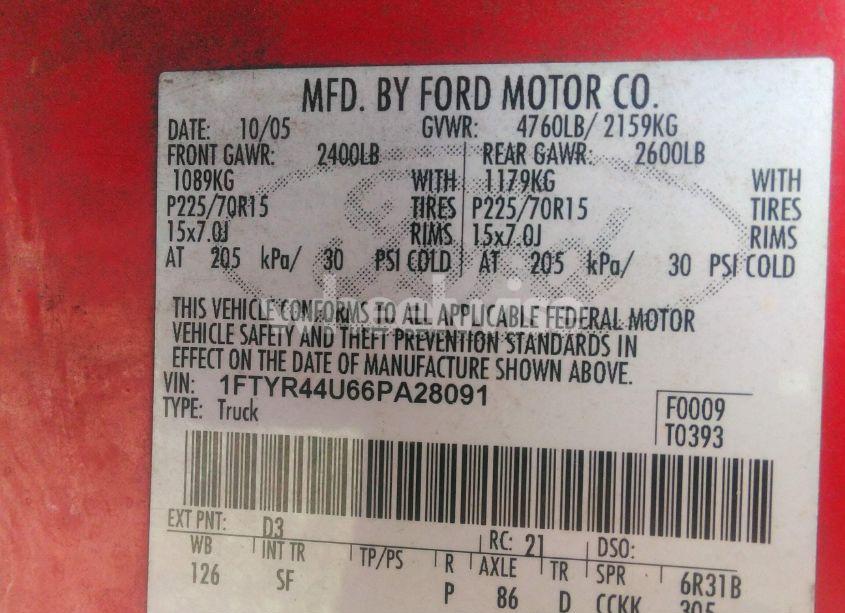 MFD. BY FORD MOTOR CO.
DATE: 10/05 GVWR: 4760LB/ 2159KG
FRONT GAWR: 2400LB REAR GAWR: 2600LB
1089KG WITH 1179KG WITH
P225/70R15 TIRES P225/70R15 TIRES
15x7.0J RIMS 15x7.0J RIMS
AT 205 kPa/ 30 PSI COLD AT 205 kPa/ 30 PSI COLD
THIS VEHICLE CONFORMS TO ALL APPLICABLE FEDERAL MOTOR
VEHICLE SAFETY AND THEFT PREVENTION STANDARDS IN
EFFECT ON THE DATE OF MANUFACTURE SHOWN ABOVE.
VIN: 1FTYR44U66PA28091
TYPE: Truck
F0009
T0393
EXT PNT: D3 RC: 21 DSO:
WB INT TR TP/PS R AXLE TR SPR 6R31B
126 SF P 86 D CCKK 305